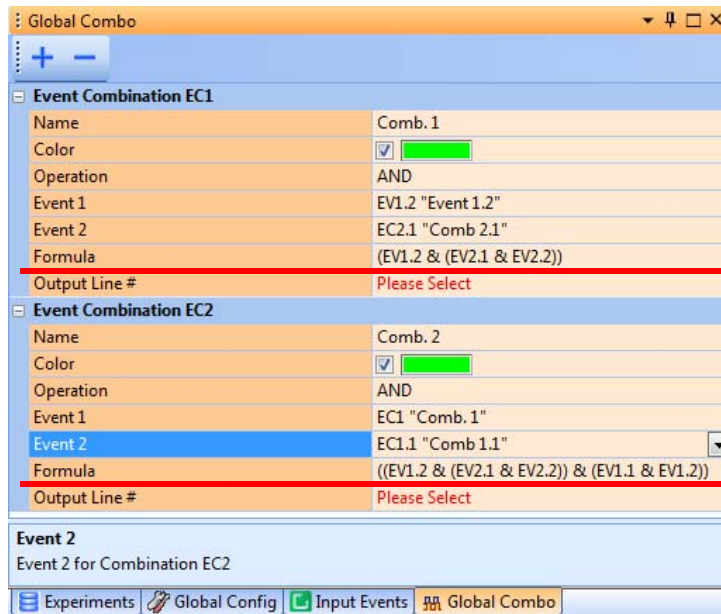 Global Combo
Event Combination EC1
Name Comb. 1
Color
Operation AND
Event 1 EV1.2 "Event 1.2"
Event 2 EC2.1 "Comb 2.1"
Formula (EV1.2 & (EV2.1 & EV2.2))
Output Line # Please Select
Event Combination EC2
Name Comb. 2
Color
Operation AND
Event 1 EC1 "Comb. 1"
Event 2 EC1.1 "Comb 1.1"
Formula ((EV1.2 & (EV2.1 & EV2.2)) & (EV1.1 & EV1.2))
Output Line # Please Select
Event 2
Event 2 for Combination EC2
Experiments Global Config Input Events Global Combo